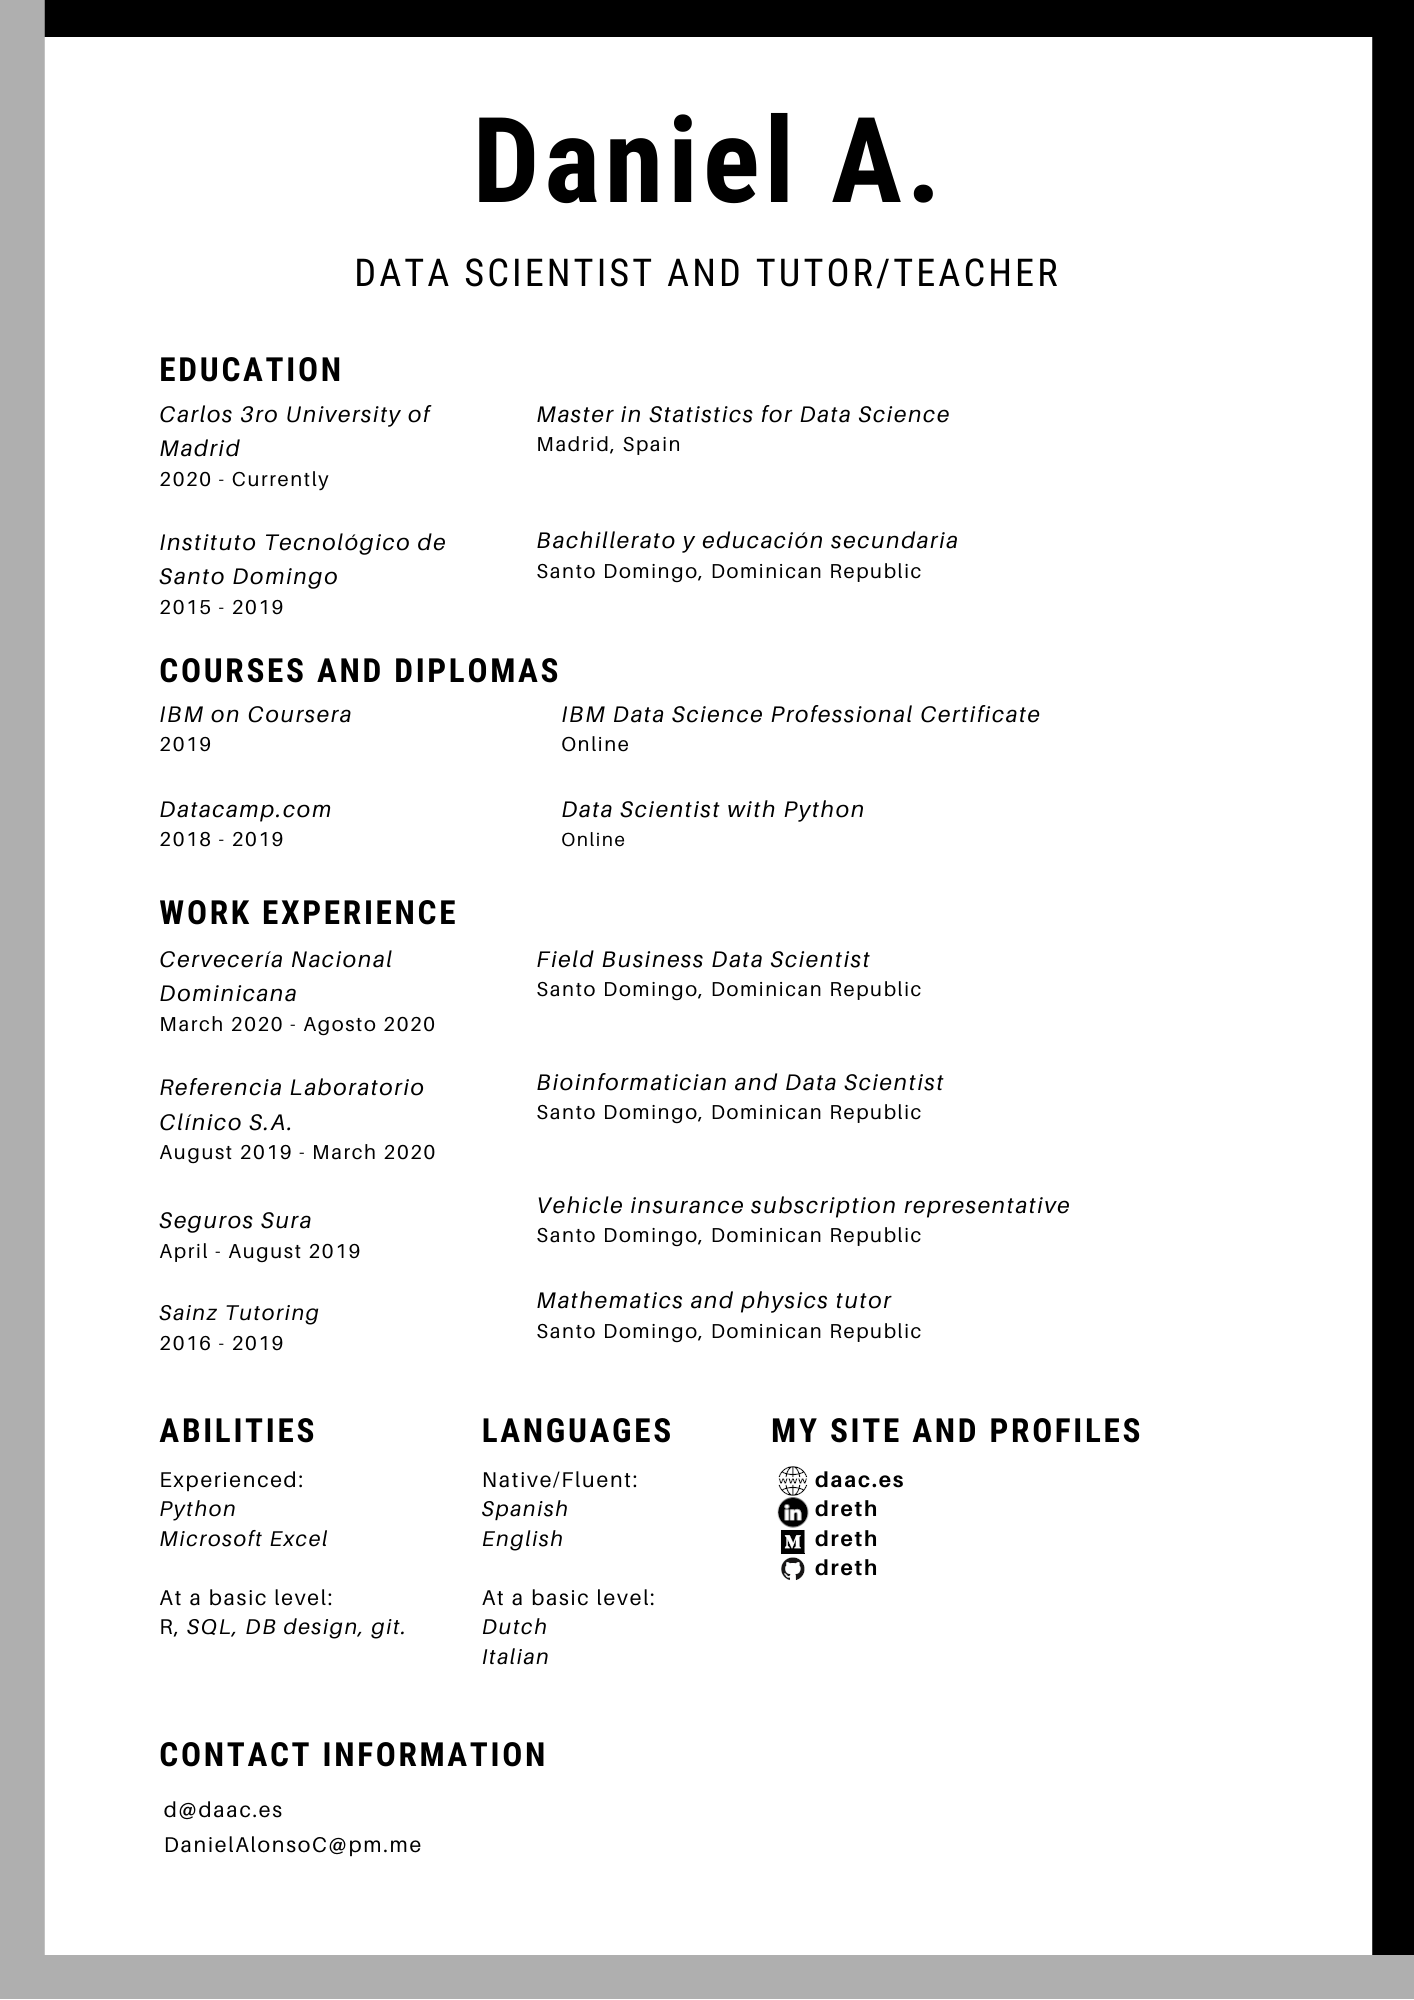 Daniel A.
DATA SCIENTIST AND TUTOR/TEACHER
EDUCATION
Carlos 3ro University of
Madrid
2020 - Currently
Master in Statistics for Data Science
Madrid, Spain
Instituto Tecnológico de
Santo Domingo
2015 - 2019
Bachillerato y educación secundaria
Santo Domingo, Dominican Republic
COURSES AND DIPLOMAS
IBM on Coursera
2019
IBM Data Science Professional Certificate
Online
Datacamp.com
2018 - 2019
Data Scientist with Python
Online
WORK EXPERIENCE
Cervecería Nacional
Dominicana
March 2020 - Agosto 2020
Field Business Data Scientist
Santo Domingo, Dominican Republic
Referencia Laboratorio
Clínico S.A.
August 2019 - March 2020
Bioinformatician and Data Scientist
Santo Domingo, Dominican Republic
Seguros Sura
April - August 2019
Vehicle insurance subscription representative
Santo Domingo, Dominican Republic
Sainz Tutoring
2016 - 2019
Mathematics and physics tutor
Santo Domingo, Dominican Republic
ABILITIES
Experienced:
Python
Microsoft Excel
At a basic level:
R, SQL, DB design, git.
LANGUAGES
Native/Fluent:
Spanish
English
At a basic level:
Dutch
Italian
MY SITE AND PROFILES
www daac.es
in dreth
M dreth
dreth
CONTACT INFORMATION
d@daac.es
DanielAlonsoC@pm.me